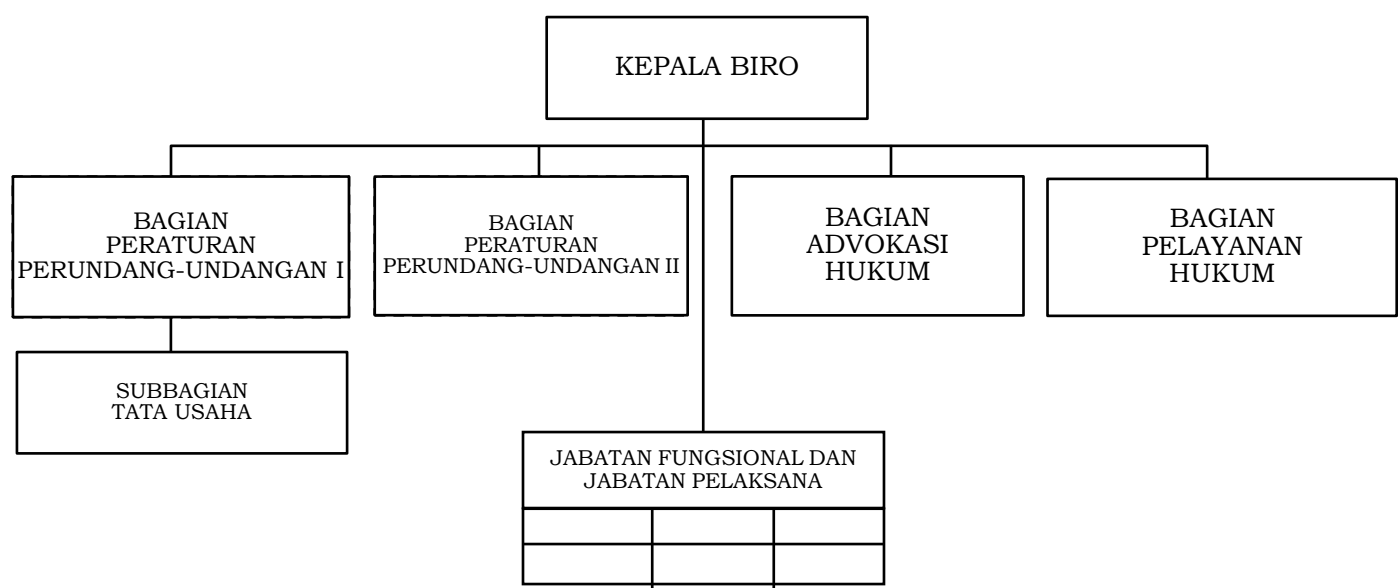 KEPALA BIRO
BAGIAN
PERATURAN
PERUNDANG-UNDANGAN I
BAGIAN
PERATURAN
PERUNDANG-UNDANGAN II
BAGIAN
ADVOKASI
HUKUM
BAGIAN
PELAYANAN
HUKUM
SUBBAGIAN
TATA USAHA
JABATAN FUNGSIONAL DAN
JABATAN PELAKSANA